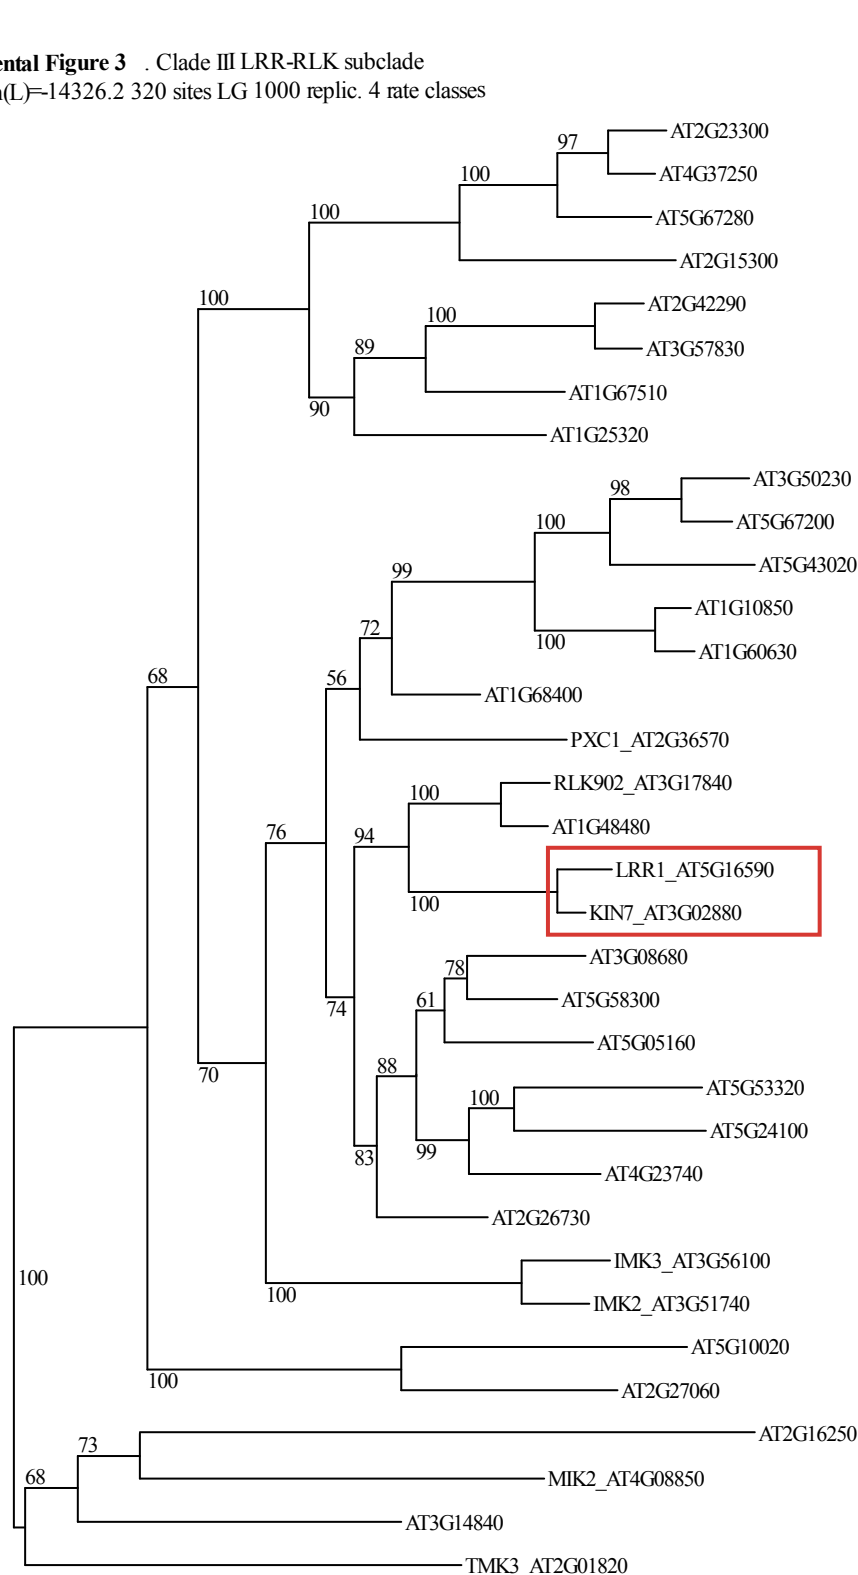 ental Figure 3 . Clade III LRR-RLK subclade
(L)=-14326.2 320 sites LG 1000 replic. 4 rate classes
AT2G23300
97
AT4G37250
100
AT5G67280
100
AT2G15300
100
AT2G42290
100
AT3G57830
89
AT1G67510
90
AT1G25320
AT3G50230
98
AT5G67200
100
AT5G43020
99
AT1G10850
100
AT1G60630
72
68
56
AT1G68400
PXC1_AT2G36570
RLK902_AT3G17840
100
AT1G48480
76
94
LRR1_AT5G16590
100
KIN7_AT3G02880
AT3G08680
78
AT5G58300
61
74
AT5G05160
70
88
AT5G53320
100
AT5G24100
99
83
AT4G23740
AT2G26730
IMK3_AT3G56100
100
100
IMK2_AT3G51740
AT5G10020
100
AT2G27060
AT2G16250
73
MIK2_AT4G08850
68
AT3G14840
TMK3_AT2G01820